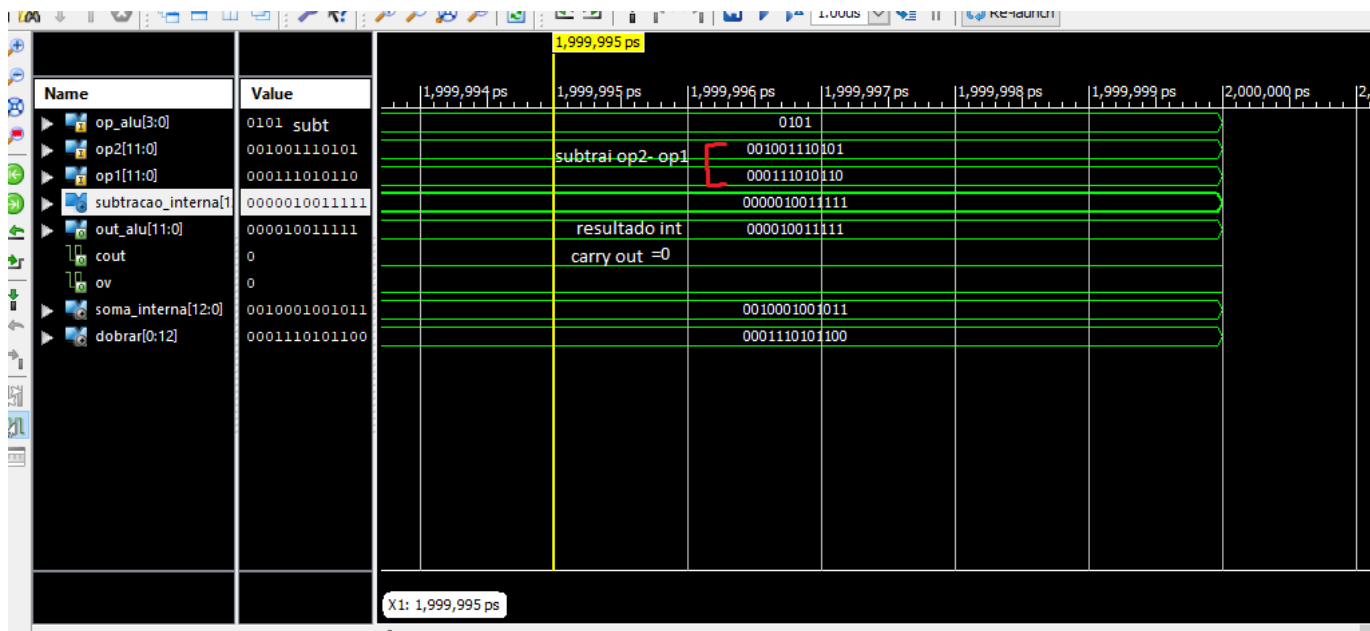 1.00us Re-launch
1,999,995 ps
Name Value
1,999,994 ps 1,999,995 ps 1,999,996 ps 1,999,997 ps 1,999,998 ps 1,999,999 ps 2,000,000 ps 2,
op_alu[3:0] 0101 subt 0101
op2[11:0] 001001110101 001001110101
subtrai op2- op1
op1[11:0] 000111010110 000111010110
subtracao_interna[1 0000010011111 0000010011111
out_alu[11:0] 000010011111 resultado int 000010011111
cout 0 carry out =0
ov 0
soma_interna[12:0] 0010001001011 0010001001011
dobrar[0:12] 0001110101100 0001110101100
X1: 1,999,995 ps